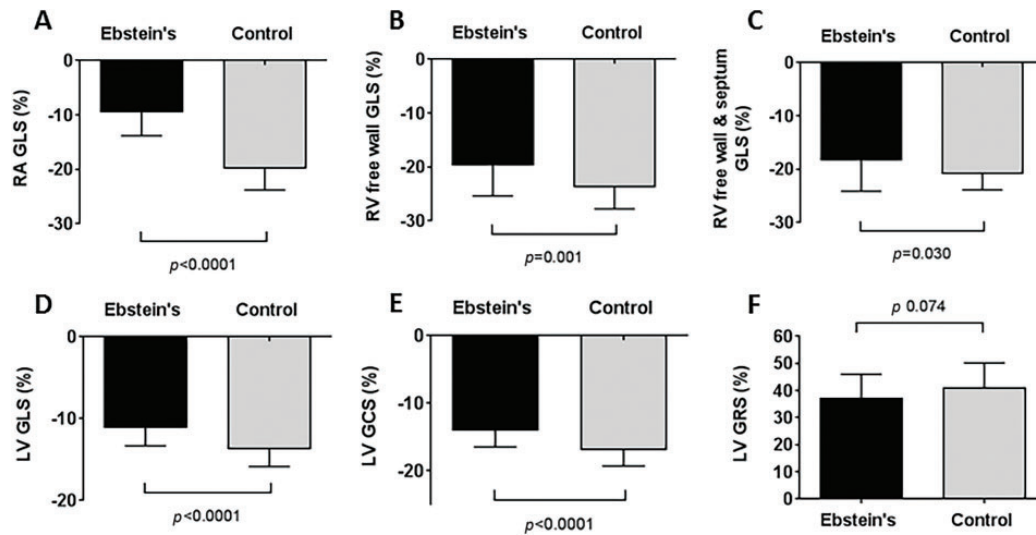 A
Ebstein's Control
0
-10
-20
-30
RA GLS (%)
p<0.0001
B
Ebstein's Control
0
-10
-20
-30
RV free wall GLS (%)
p=0.001
C
Ebstein's Control
0
-10
-20
-30
RV free wall & septum
GLS (%)
p=0.030
D
Ebstein's Control
0
-10
-20
LV GLS (%)
p<0.0001
E
Ebstein's Control
0
-10
-20
LV GCS (%)
p<0.0001
F
p 0.074
60
50
40
30
20
10
0
LV GRS (%)
Ebstein's Control